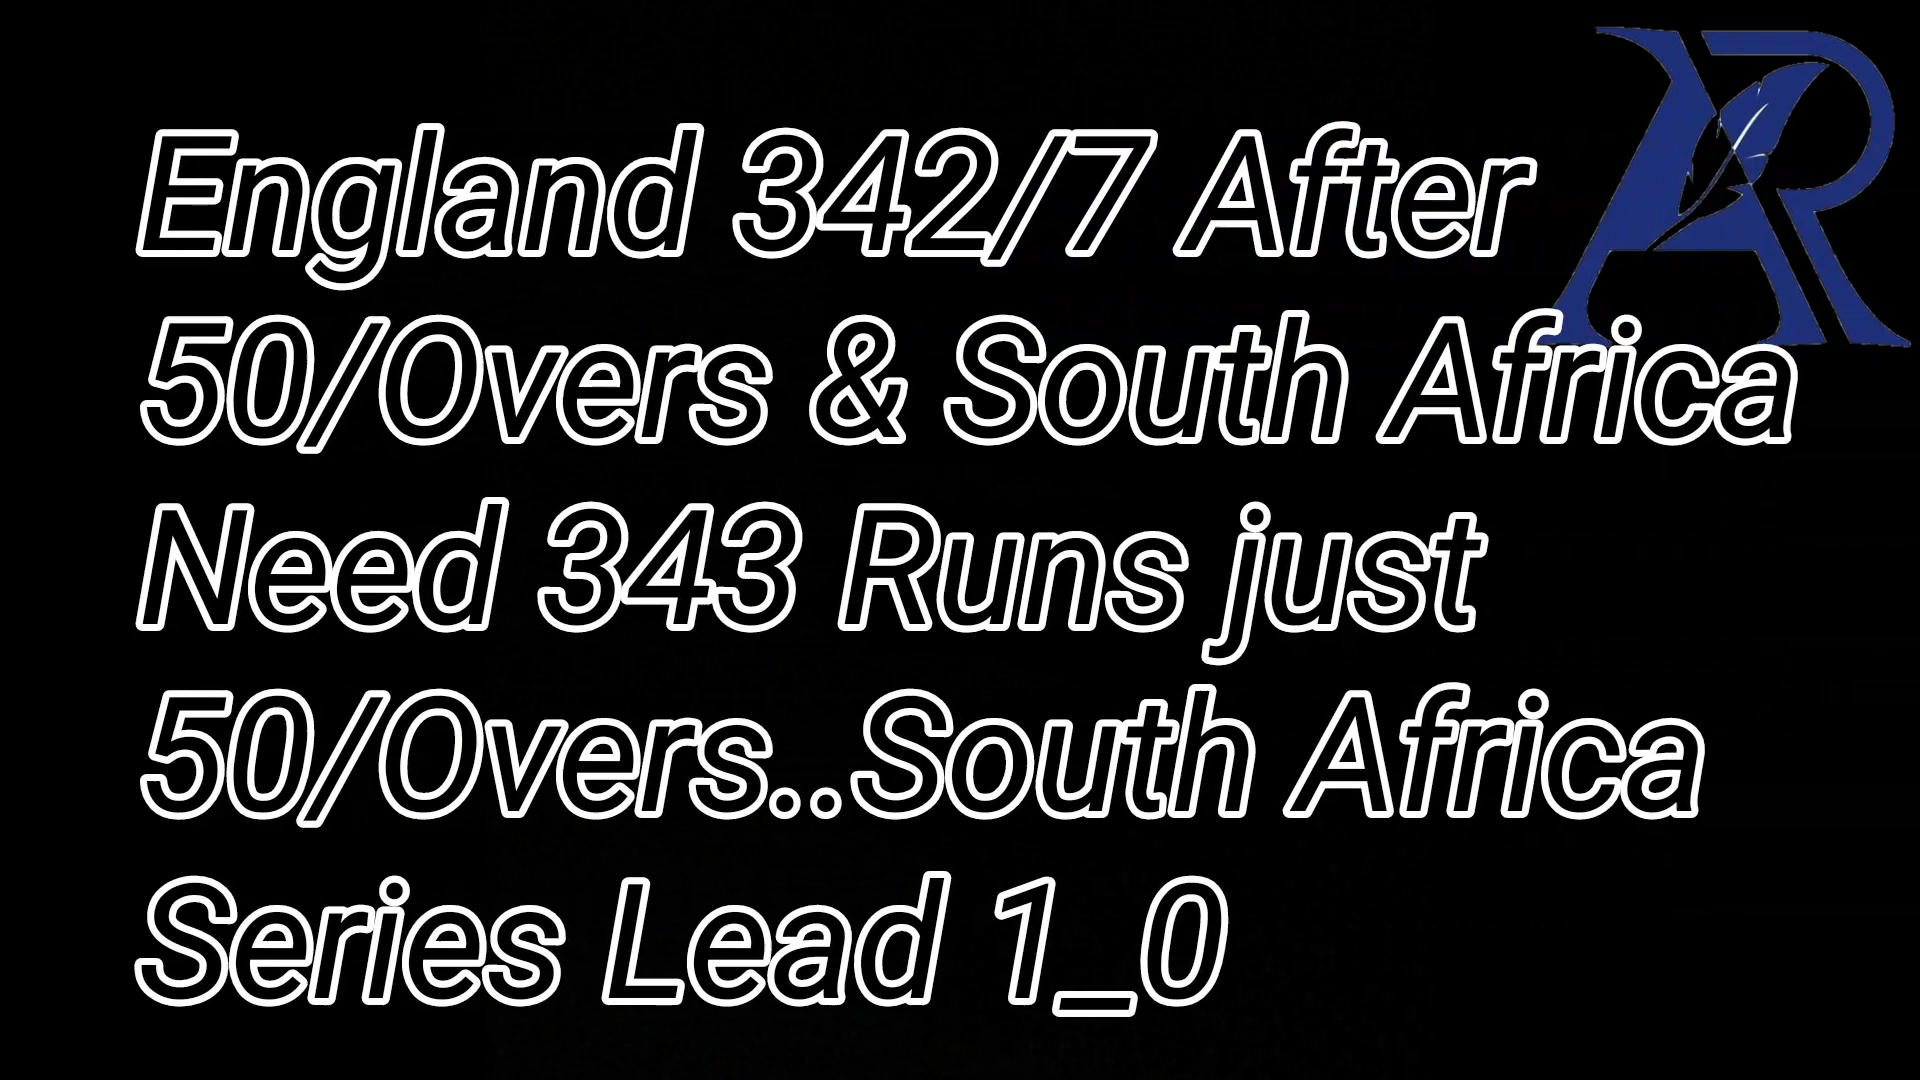 England 342/7 After
50/Overs & South Africa
Need 343 Runs just
50/Overs..South Africa
Series Lead 1_0
AR